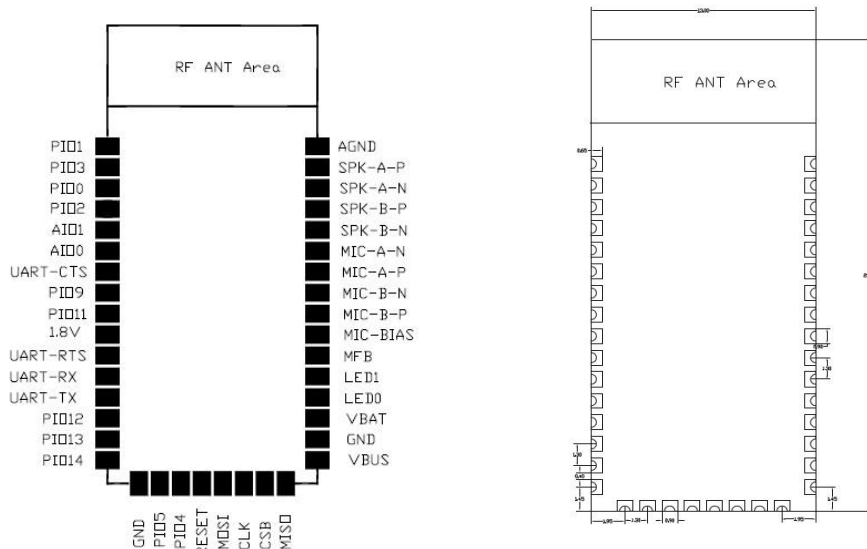 RF ANT Area
PIO1
PIO3
PIO0
PIO2
AIO1
AIO0
UART-CTS
PIO9
PIO11
1.8V
UART-RTS
UART-RX
UART-TX
PIO12
PIO13
PIO14
GND
PIO5
PIO4
RESET
MOSI
CLK
CSB
MISO
AGND
SPK-A-P
SPK-A-N
SPK-B-P
SPK-B-N
MIC-A-N
MIC-A-P
MIC-B-N
MIC-B-P
MIC-BIAS
MFB
LED1
LED0
VBAT
GND
VBUS
RF ANT Area